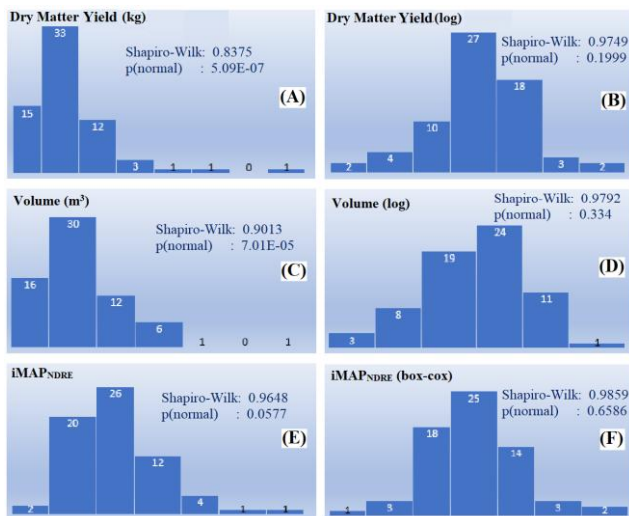 Dry Matter Yield (kg)
33
Shapiro-Wilk: 0.8375
p(normal) : 5.09E-07
(A)
15
12
3
1
1
0
1
Dry Matter Yield (log)
27
Shapiro-Wilk: 0.9749
p(normal) : 0.1999
18
(B)
10
2
4
3
2
Volume (m³)
30
Shapiro-Wilk: 0.9013
p(normal) : 7.01E-05
16
(C)
12
6
1
0
1
Volume (log)
Shapiro-Wilk: 0.9792
p(normal) : 0.334
24
19
(D)
11
8
3
1
iMAPNDRE
26
Shapiro-Wilk: 0.9648
p(normal) : 0.0577
20
(E)
12
2
4
1
1
iMAPNDRE (box-cox)
25
Shapiro-Wilk: 0.9859
p(normal) : 0.6586
18
14
(F)
1
3
3
2